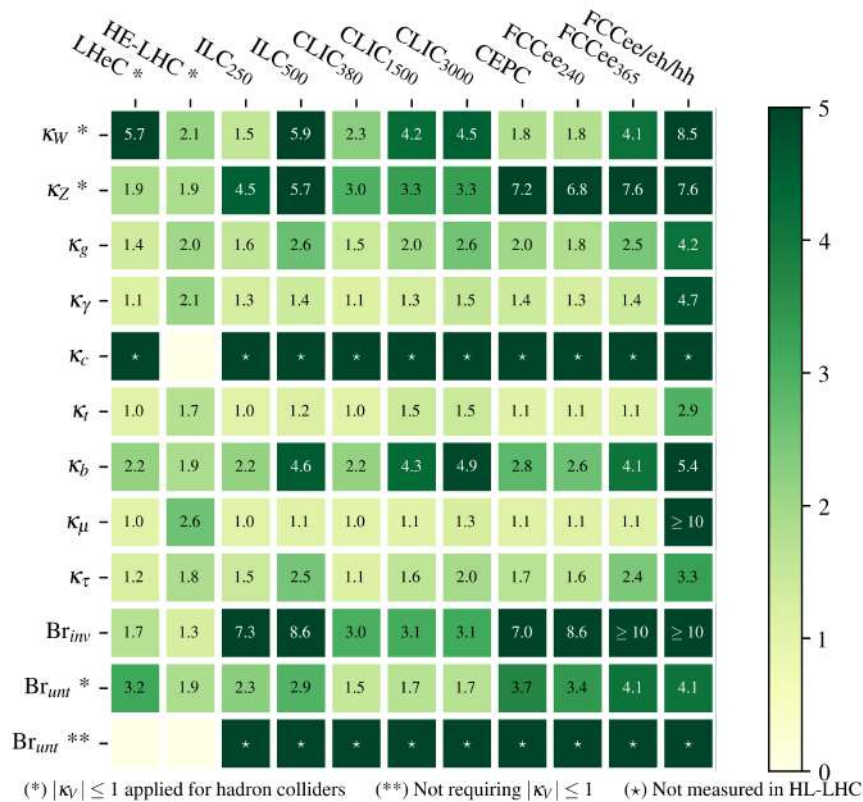 LHeC *
HE-LHC *
ILC250
ILC500
CLIC380
CLIC1500
CLIC3000
CEPC
FCCee240
FCCee365
FCCee/eh/hh
κW * 5.7 2.1 1.5 5.9 2.3 4.2 4.5 1.8 1.8 4.1 8.5
κZ * 1.9 1.9 4.5 5.7 3.0 3.3 3.3 7.2 6.8 7.6 7.6
κg 1.4 2.0 1.6 2.6 1.5 2.0 2.6 2.0 1.8 2.5 4.2
κγ 1.1 2.1 1.3 1.4 1.1 1.3 1.5 1.4 1.3 1.4 4.7
κc ⋆ ⋆ ⋆ ⋆ ⋆ ⋆ ⋆ ⋆ ⋆ ⋆
κt 1.0 1.7 1.0 1.2 1.0 1.5 1.5 1.1 1.1 1.1 2.9
κb 2.2 1.9 2.2 4.6 2.2 4.3 4.9 2.8 2.6 4.1 5.4
κμ 1.0 2.6 1.0 1.1 1.0 1.1 1.3 1.1 1.1 1.1 ≥ 10
κτ 1.2 1.8 1.5 2.5 1.1 1.6 2.0 1.7 1.6 2.4 3.3
Brinv 1.7 1.3 7.3 8.6 3.0 3.1 3.1 7.0 8.6 ≥ 10 ≥ 10
Brunt * 3.2 1.9 2.3 2.9 1.5 1.7 1.7 3.7 3.4 4.1 4.1
Brunt ** ⋆ ⋆ ⋆ ⋆ ⋆ ⋆ ⋆ ⋆ ⋆
5
4
3
2
1
0
(*) |κV| ≤ 1 applied for hadron colliders (**) Not requiring |κV| ≤ 1 (⋆) Not measured in HL-LHC